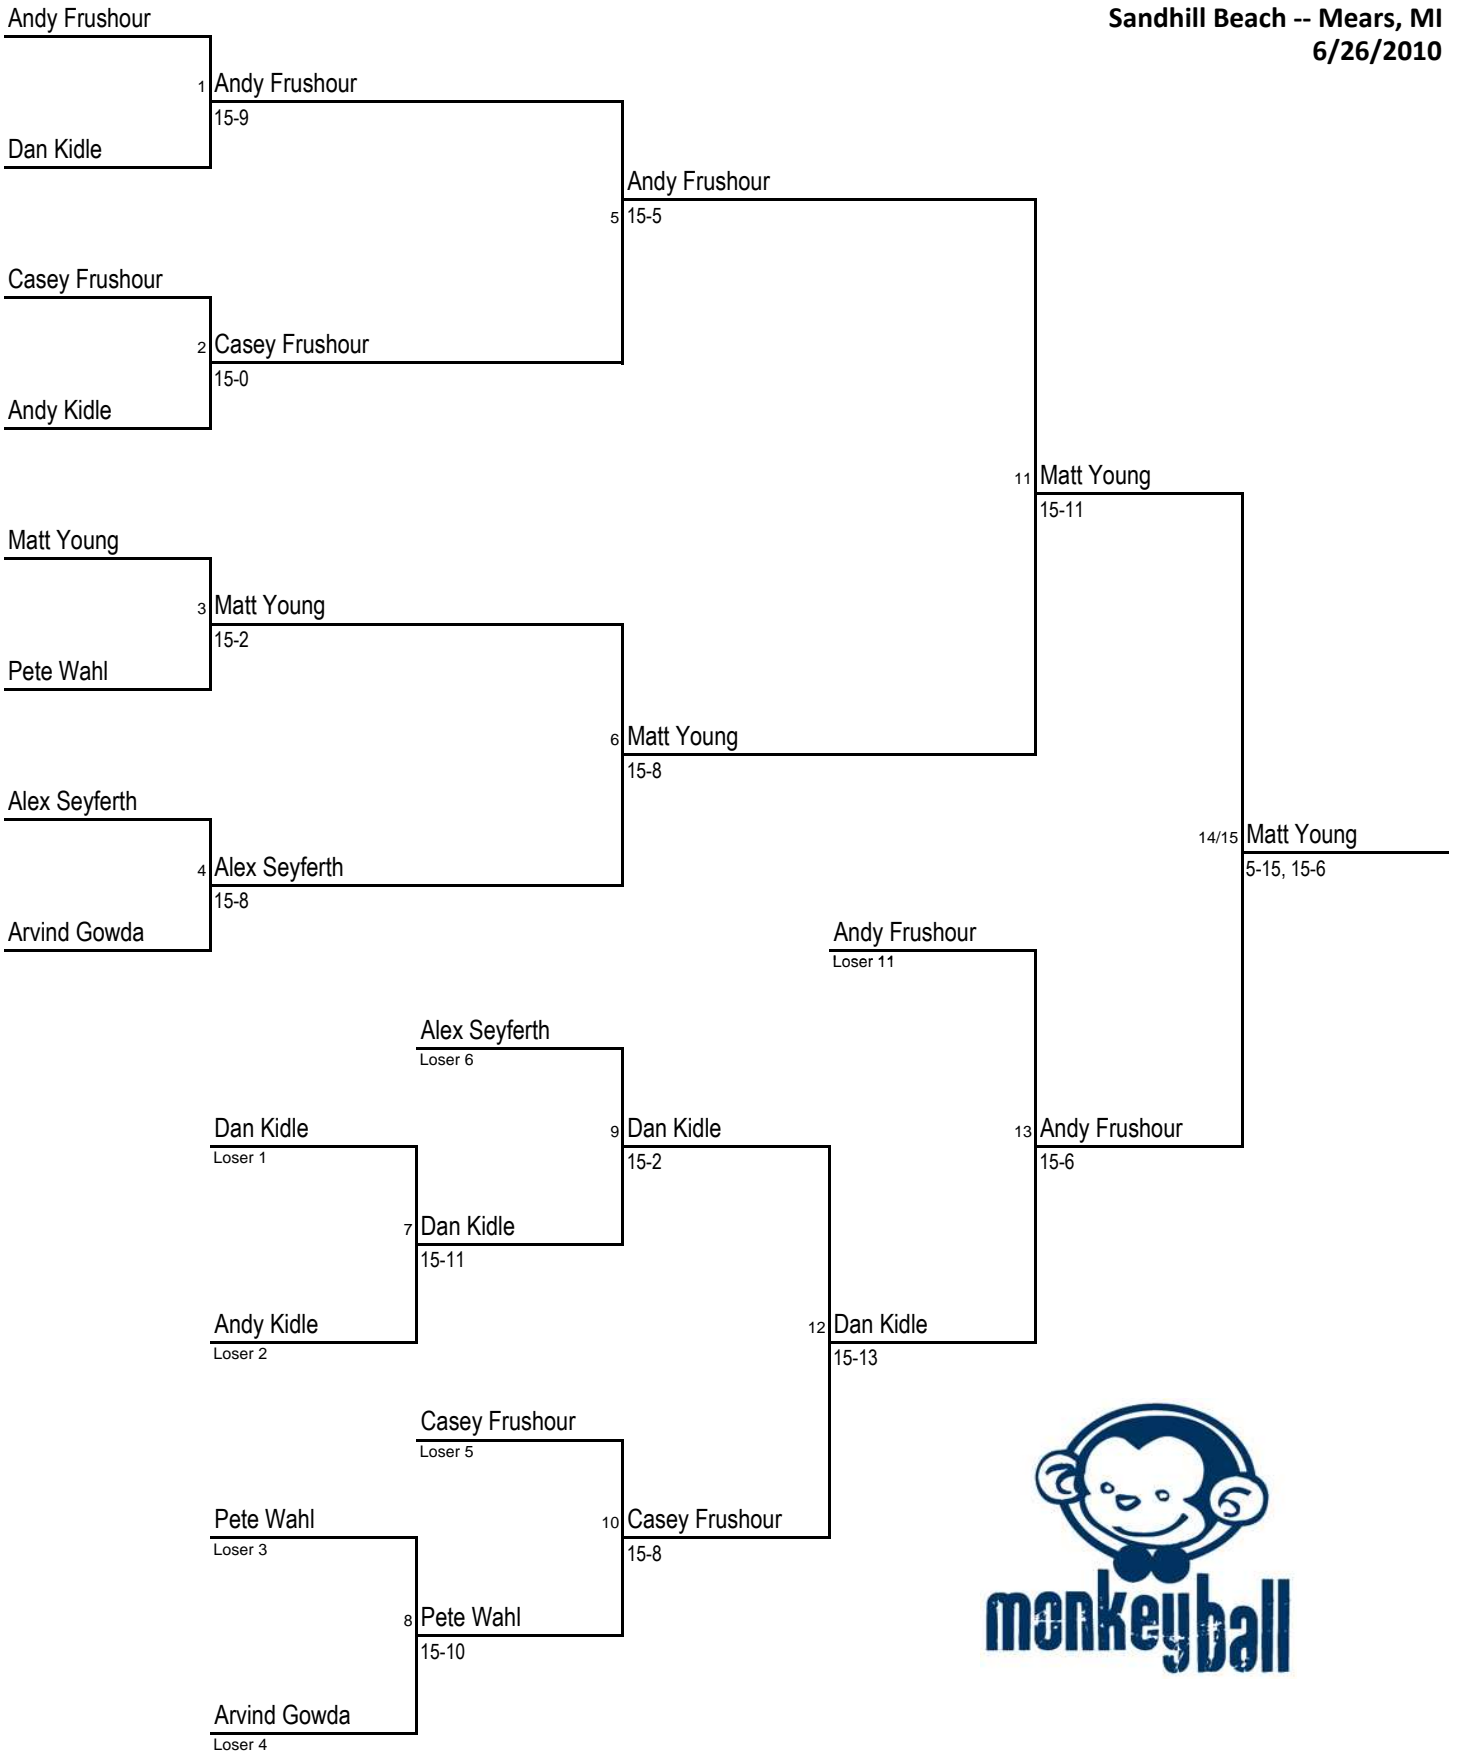 Andy Frushour
Sandhill Beach -- Mears, MI
6/26/2010
1 Andy Frushour
15-9
Dan Kidle
Andy Frushour
5 15-5
Casey Frushour
2 Casey Frushour
15-0
Andy Kidle
11 Matt Young
15-11
Matt Young
3 Matt Young
15-2
Pete Wahl
6 Matt Young
15-8
Alex Seyferth
14/15 Matt Young
5-15, 15-6
4 Alex Seyferth
15-8
Arvind Gowda
Andy Frushour
Loser 11
Alex Seyferth
Loser 6
Dan Kidle
Loser 1
9 Dan Kidle
15-2
13 Andy Frushour
15-6
7 Dan Kidle
15-11
Andy Kidle
Loser 2
12 Dan Kidle
15-13
Casey Frushour
Loser 5
Pete Wahl
Loser 3
10 Casey Frushour
15-8
8 Pete Wahl
15-10
Arvind Gowda
Loser 4
monkeyball